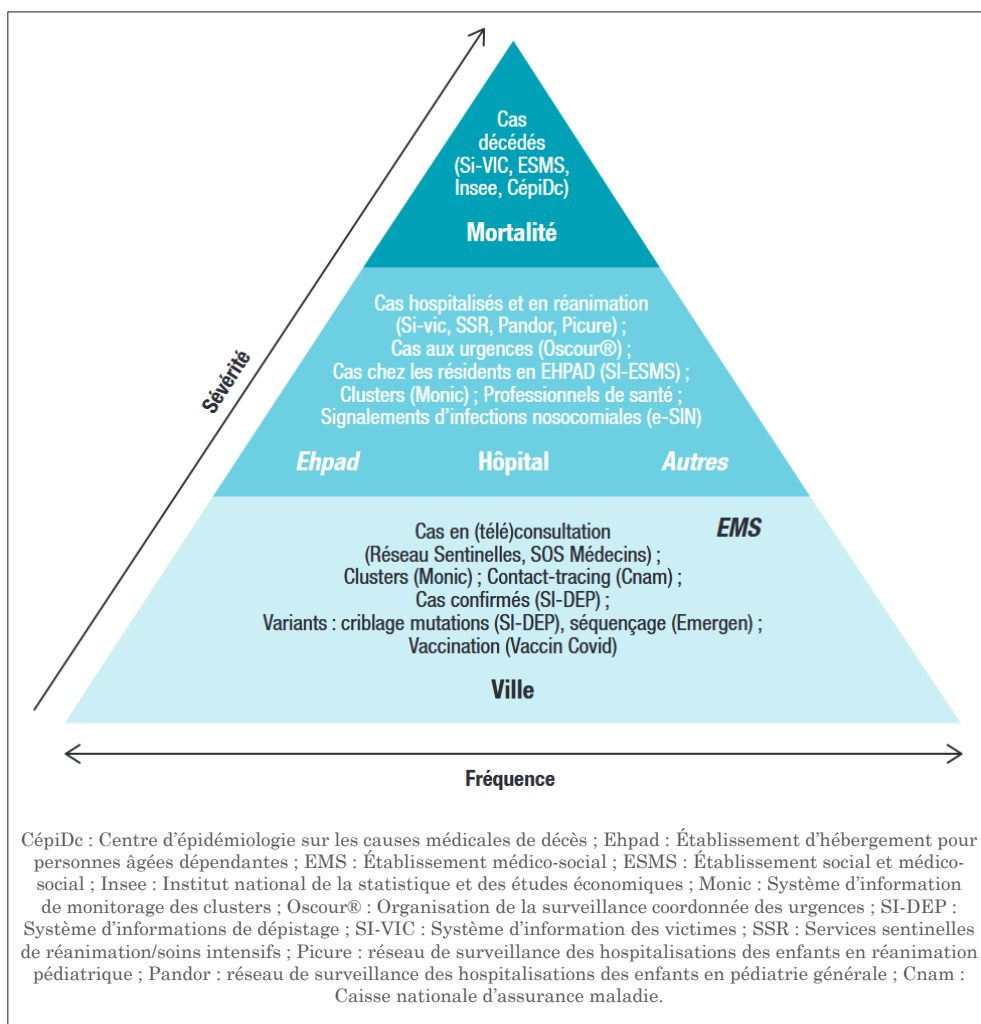 Cas
décédés
(Si-VIC, ESMS,
Insee, CépiDc)
Mortalité
Sévérité
Cas hospitalisés et en réanimation
(Si-vic, SSR, Pandor, Picure) ;
Cas aux urgences (Oscour®) ;
Cas chez les résidents en EHPAD (SI-ESMS) ;
Clusters (Monic) ; Professionnels de santé ;
Signalements d’infections nosocomiales (e-SIN)
Ehpad Hôpital Autres
EMS
Cas en (télé)consultation
(Réseau Sentinelles, SOS Médecins) ;
Clusters (Monic) ; Contact-tracing (Cnam) ;
Cas confirmés (SI-DEP) ;
Variants : criblage mutations (SI-DEP), séquençage (Emergen) ;
Vaccination (Vaccin Covid)
Ville
Fréquence
CépiDc : Centre d’épidémiologie sur les causes médicales de décès ; Ehpad : Établissement d’hébergement pour
personnes âgées dépendantes ; EMS : Établissement médico-social ; ESMS : Établissement social et médico-
social ; Insee : Institut national de la statistique et des études économiques ; Monic : Système d’information
de monitorage des clusters ; Oscour® : Organisation de la surveillance coordonnée des urgences ; SI-DEP :
Système d’informations de dépistage ; SI-VIC : Système d’information des victimes ; SSR : Services sentinelles
de réanimation/soins intensifs ; Picure : réseau de surveillance des hospitalisations des enfants en réanimation
pédiatrique ; Pandor : réseau de surveillance des hospitalisations des enfants en pédiatrie générale ; Cnam :
Caisse nationale d’assurance maladie.